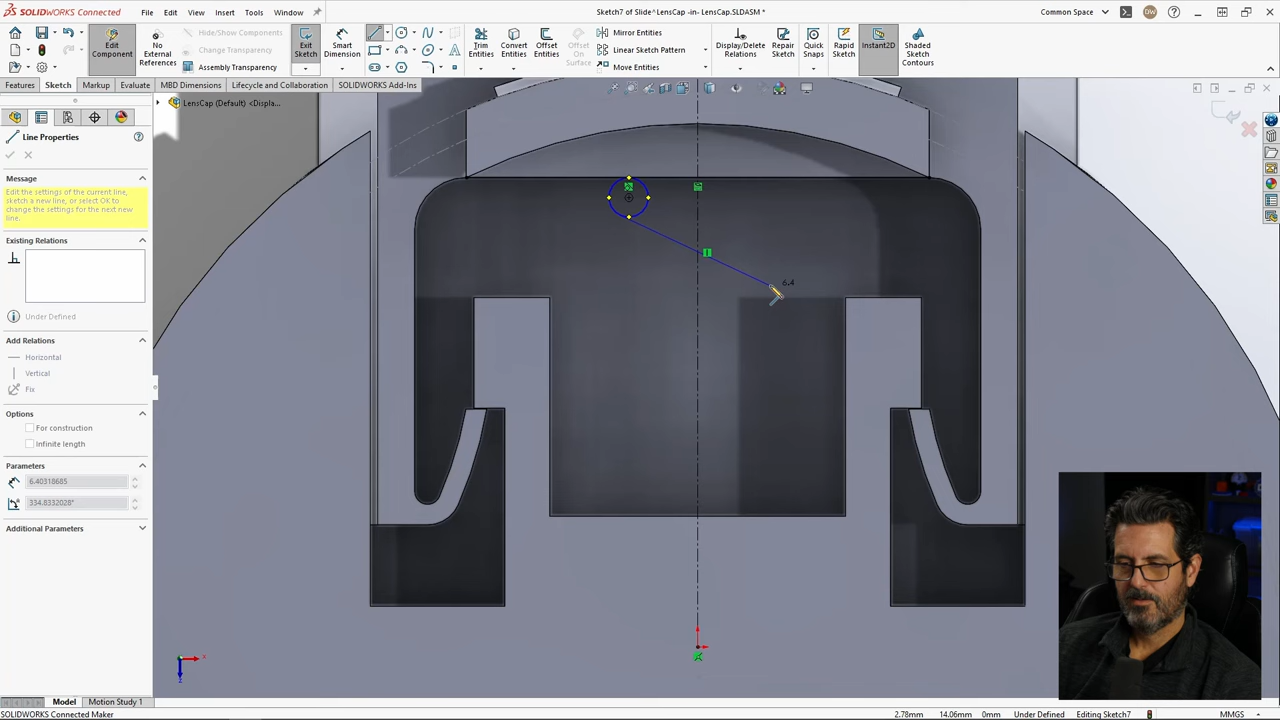 SOLIDWORKS Connected
File Edit View Insert Tools Window
Sketch7 of Slide^LensCap -in- LensCap.SLDASM *
Common Space
Edit Component
No External References
Hide/Show Components
Change Transparency
Assembly Transparency
Exit Sketch
Smart Dimension
Trim Entities
Convert Entities
Offset Entities
Offset On Surface
Mirror Entities
Linear Sketch Pattern
Move Entities
Display/Delete Relations
Repair Sketch
Quick Snaps
Rapid Sketch
Instant2D
Shaded Sketch Contours
Features Sketch Markup Evaluate MBD Dimensions Lifecycle and Collaboration SOLIDWORKS Add-Ins
LensCap (Default) <Displa...
Line Properties
Message
Edit the settings of the current line, sketch a new line, or select OK to change the settings for the next new line.
Existing Relations
Under Defined
Add Relations
Horizontal
Vertical
Fix
Options
For construction
Infinite length
Parameters
6.40318685
334.8332028°
Additional Parameters
6.4
Model Motion Study 1
SOLIDWORKS Connected Maker
2.78mm 14.06mm 0mm Under Defined Editing Sketch7 MMGS